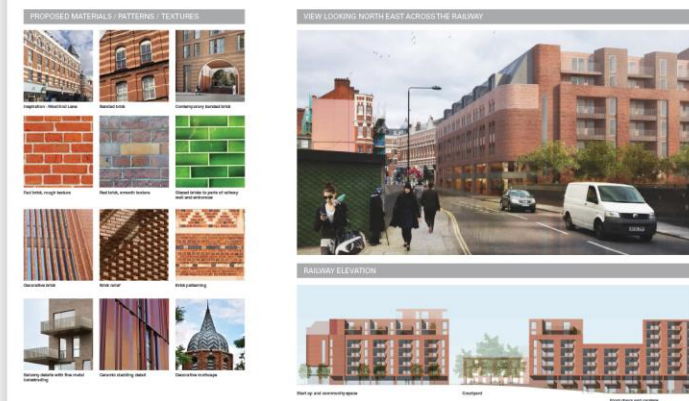 PROPOSED MATERIALS / PATTERNS / TEXTURES
Inspiration - West End Lane
Banded brick
Contemporary banded brick
Red brick, rough texture
Red brick, smooth texture
Glazed bricks to parts of railway
wall and entrances
Decorative brick
Brick relief
Brick patterning
Balcony details with fine metal
balustrading
Ceramic cladding detail
Decorative roofscape
VIEW LOOKING NORTH EAST ACROSS THE RAILWAY
RAILWAY ELEVATION
Start up and community space
Courtyard